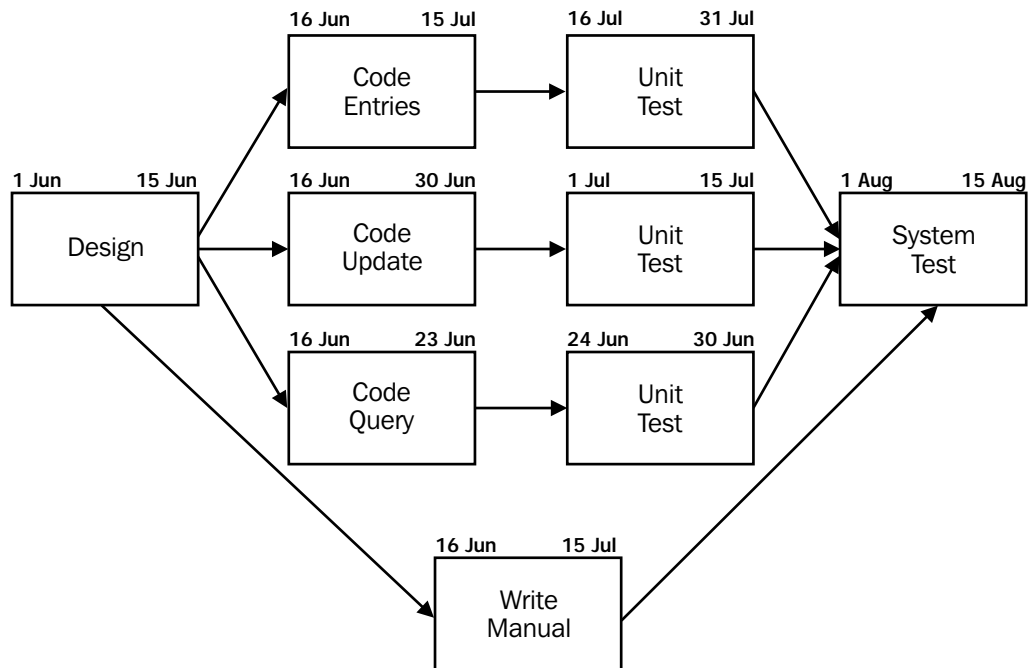 16 Jun 15 Jul 16 Jul 31 Jul
Code
Entries
Unit
Test
1 Jun 15 Jun 16 Jun 30 Jun 1 Jul 15 Jul 1 Aug 15 Aug
Design
Code
Update
Unit
Test
System
Test
16 Jun 23 Jun 24 Jun 30 Jun
Code
Query
Unit
Test
16 Jun 15 Jul
Write
Manual